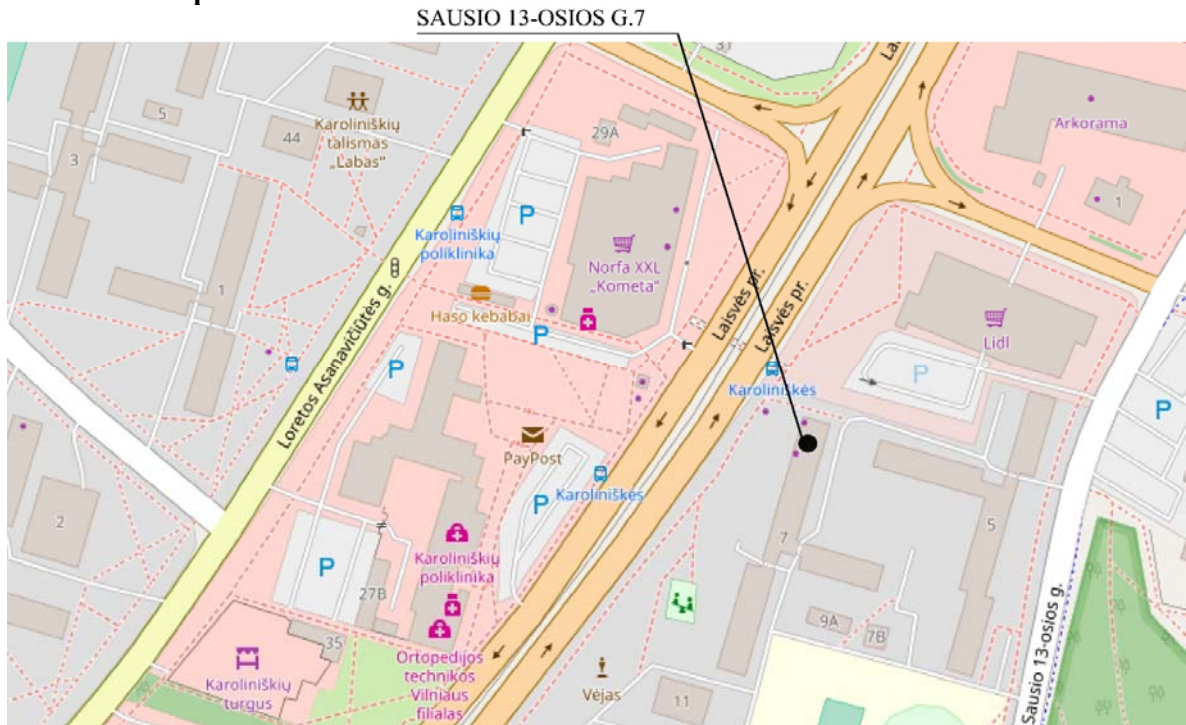 SAUSIO 13-OSIOS G.7
3
5
44
Karoliniškių
talismas
„Labas“
1
29A
P
Karoliniškių
poliklinika
Norfa XXL
„Kometa“
Haso kebabai
P
Loretos Asanavičiūtės g.
P
Laisvės pr.
Laisvės pr.
Arkorama
1
Lidl
P
Karoliniškės
P
PayPost
P
Karoliniškės
2
P
Karoliniškių
poliklinika
27B
35
Ortopedijos
technikos
Vilniaus
filialas
Karoliniškių
turgus
7
5
9A
7B
Vėjas
11
Sausio 13-osios g.